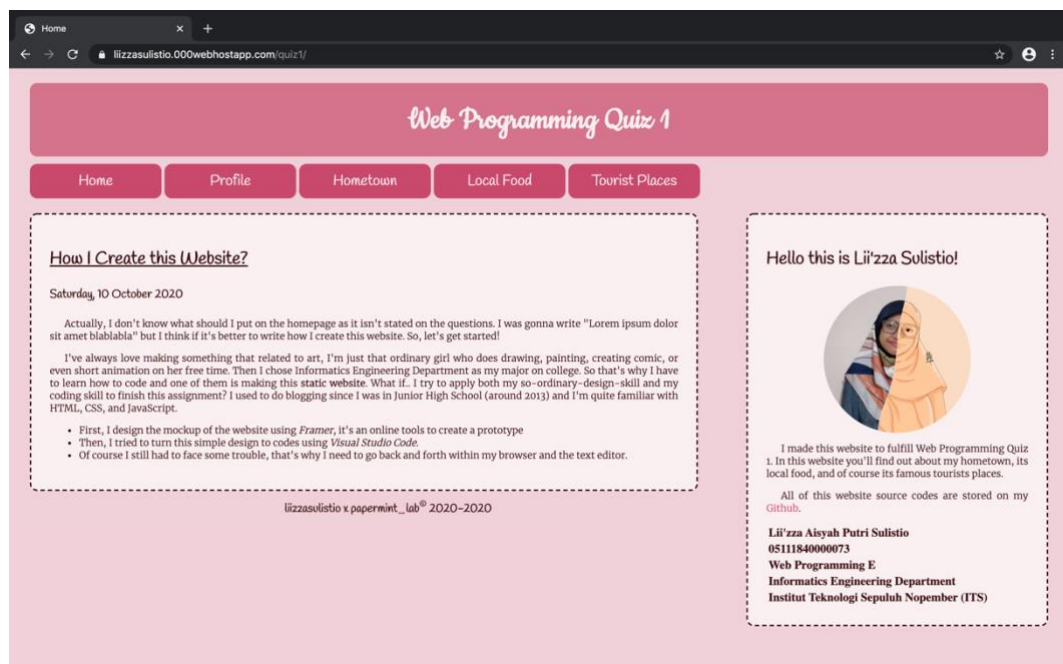 Home
liizzasulistio.000webhostapp.com/quiz1/
Web Programming Quiz 1
Home Profile Hometown Local Food Tourist Places
How I Create this Website?
Saturday, 10 October 2020
Actually, I don't know what should I put on the homepage as it isn't stated on the questions. I was gonna write "Lorem ipsum dolor
sit amet blablabla" but I think if it's better to write how I create this website. So, let's get started!
I've always love making something that related to art, I'm just that ordinary girl who does drawing, painting, creating comic, or
even short animation on her free time. Then I chose Informatics Engineering Department as my major on college. So that's why I have
to learn how to code and one of them is making this static website. What if.. I try to apply both my so-ordinary-design-skill and my
coding skill to finish this assignment? I used to do blogging since I was in Junior High School (around 2013) and I'm quite familiar with
HTML, CSS, and JavaScript.
• First, I design the mockup of the website using Framer, it's an online tools to create a prototype
• Then, I tried to turn this simple design to codes using Visual Studio Code.
• Of course I still had to face some trouble, that's why I need to go back and forth within my browser and the text editor.
liizzasulistio x papermint_lab© 2020-2020
Hello this is Lii'zza Sulistio!
I made this website to fulfill Web Programming Quiz
1. In this website you'll find out about my hometown, its
local food, and of course its famous tourists places.
All of this website source codes are stored on my
Github.
Lii'zza Aisyah Putri Sulistio
05111840000073
Web Programming E
Informatics Engineering Department
Institut Teknologi Sepuluh Nopember (ITS)